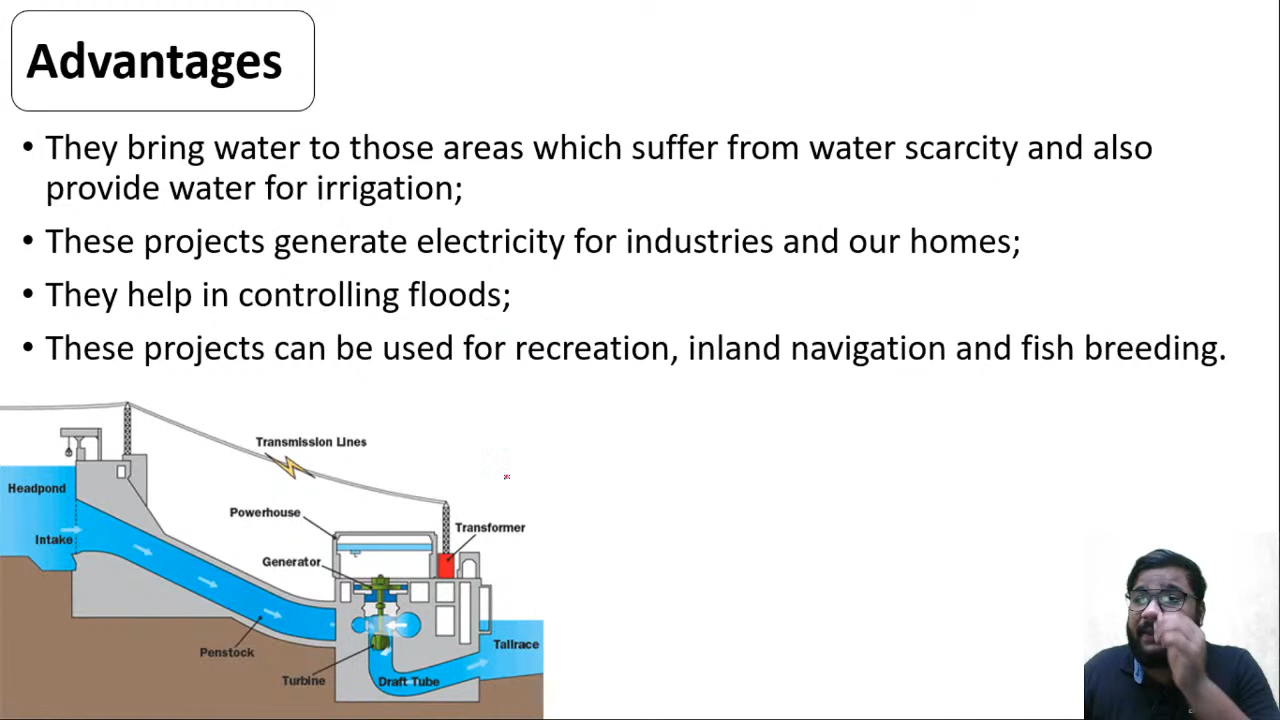 Advantages
• They bring water to those areas which suffer from water scarcity and also
provide water for irrigation;
• These projects generate electricity for industries and our homes;
• They help in controlling floods;
• These projects can be used for recreation, inland navigation and fish breeding.
Transmission Lines
Headpond
Powerhouse
Transformer
Intake
Generator
Penstock
Tailrace
Turbine
Draft Tube